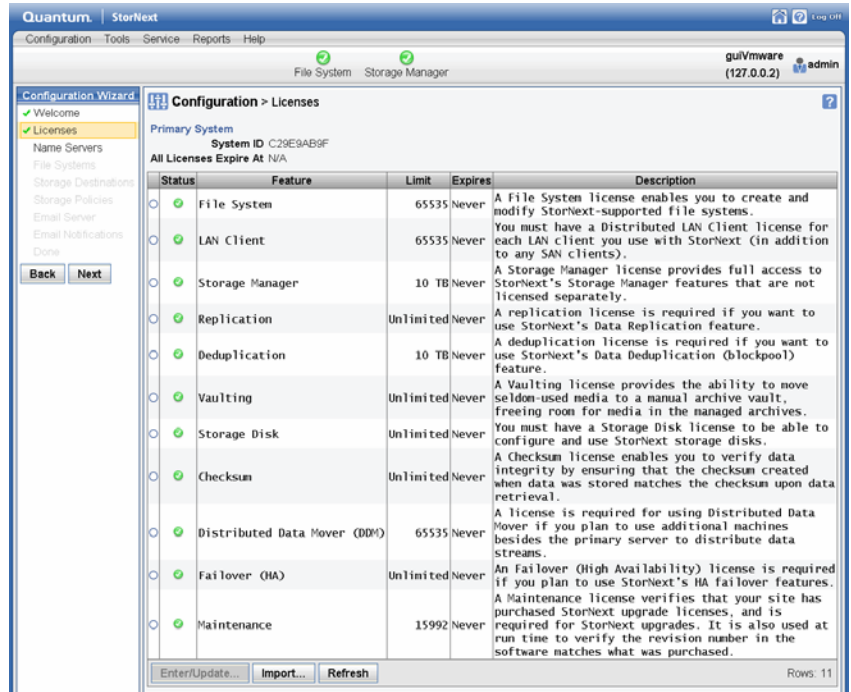 Quantum. StorNext Log Off
Configuration Tools Service Reports Help
File System Storage Manager
guiVmware
(127.0.0.2)
admin
Configuration Wizard
Welcome
Licenses
Name Servers
File Systems
Storage Destinations
Storage Policies
Email Server
Email Notifications
Done
Back Next
Configuration > Licenses
Primary System
System ID C29E9AB9F
All Licenses Expire At N/A
Status Feature Limit Expires Description
File System 65535 Never A File System license enables you to create and
modify StorNext-supported file systems.
LAN Client 65535 Never You must have a Distributed LAN Client license for
each LAN client you use with StorNext (in addition
to any SAN clients).
Storage Manager 10 TB Never A Storage Manager license provides full access to
StorNext's Storage Manager features that are not
licensed separately.
Replication Unlimited Never A replication license is required if you want to
use StorNext's Data Replication feature.
Deduplication 10 TB Never A deduplication license is required if you want to
use StorNext's Data Deduplication (blockpool)
feature.
Vaulting Unlimited Never A Vaulting license provides the ability to move
seldom-used media to a manual archive vault,
freeing room for media in the managed archives.
Storage Disk Unlimited Never You must have a Storage Disk license to be able to
configure and use StorNext storage disks.
Checksum Unlimited Never A Checksum license enables you to verify data
integrity by ensuring that the checksum created
when data was stored matches the checksum upon data
retrieval.
Distributed Data Mover (DDM) 65535 Never A license is required for using Distributed Data
Mover if you plan to use additional machines
besides the primary server to distribute data
streams.
Failover (HA) Unlimited Never An Failover (High Availability) license is required
if you plan to use StorNext's HA failover features.
Maintenance 15992 Never A Maintenance license verifies that your site has
purchased StorNext upgrade licenses, and is
required for StorNext upgrades. It is also used at
run time to verify the revision number in the
software matches what was purchased.
Enter/Update... Import... Refresh Rows: 11